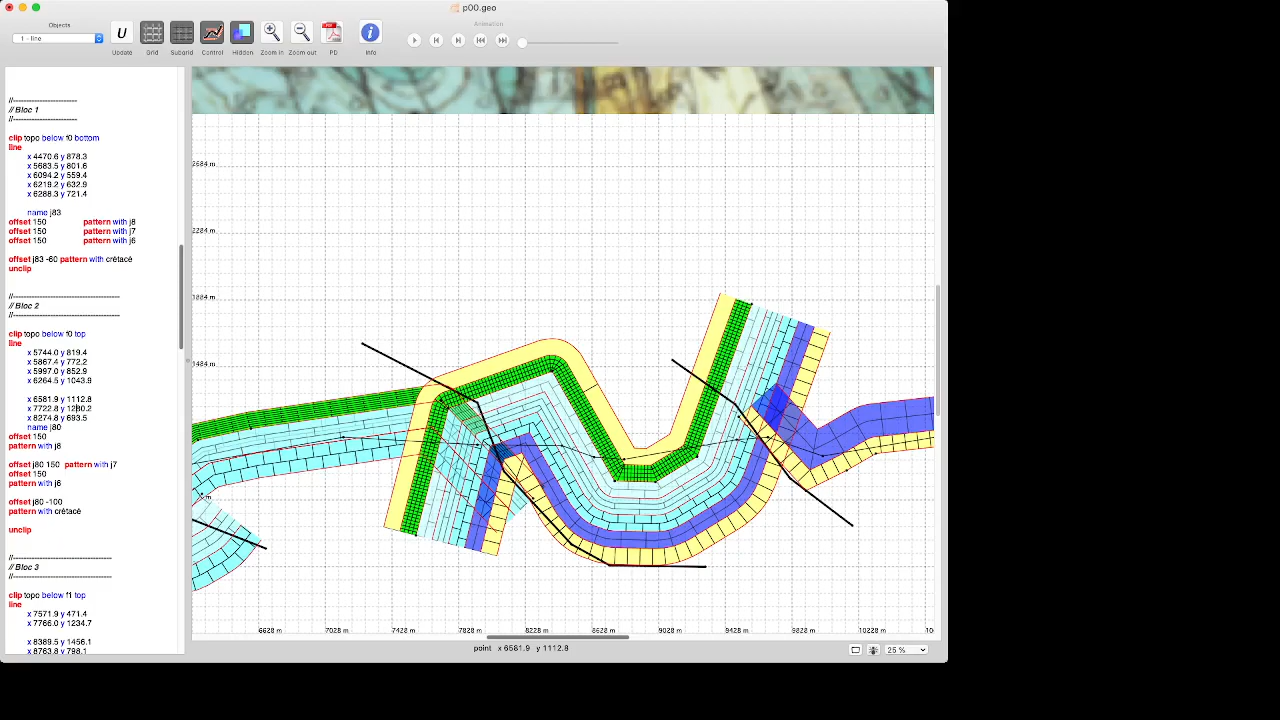 p00.geo
Objects
1 - line
Update
Grid
Subgrid
Control
Hidden
Zoom in
Zoom out
PDF
PD
Info
Animation
//------------------------
// Bloc 1
//------------------------
clip topo below f0 bottom
line
x 4470.6 y 878.3
x 5683.5 y 801.6
x 6094.2 y 559.4
x 6219.2 y 632.9
x 6288.3 y 721.4
name j83
offset 150 pattern with j8
offset 150 pattern with j7
offset 150 pattern with j6
offset j83 -60 pattern with crétacé
unclip
//----------------------------------------
// Bloc 2
//----------------------------------------
clip topo below f0 top
line
x 5744.0 y 819.4
x 5867.4 y 772.2
x 5997.0 y 852.9
x 6264.5 y 1043.9
x 6581.9 y 1112.8
x 7722.8 y 1280.2
x 8274.8 y 693.5
name j80
offset 150
pattern with j8
offset j80 150 pattern with j7
offset 150
pattern with j6
offset j80 -100
pattern with crétacé
unclip
//-------------------------------------
// Bloc 3
//-------------------------------------
clip topo below f1 top
line
x 7571.9 y 471.4
x 7766.0 y 1234.7
x 8389.5 y 1456.1
x 8763.8 y 798.1
2684 m
2284 m
1884 m
1484 m
6628 m
7028 m
7428 m
7828 m
8228 m
8628 m
9028 m
9428 m
9828 m
10228 m
10
point x 6581.9 y 1112.8
25 %